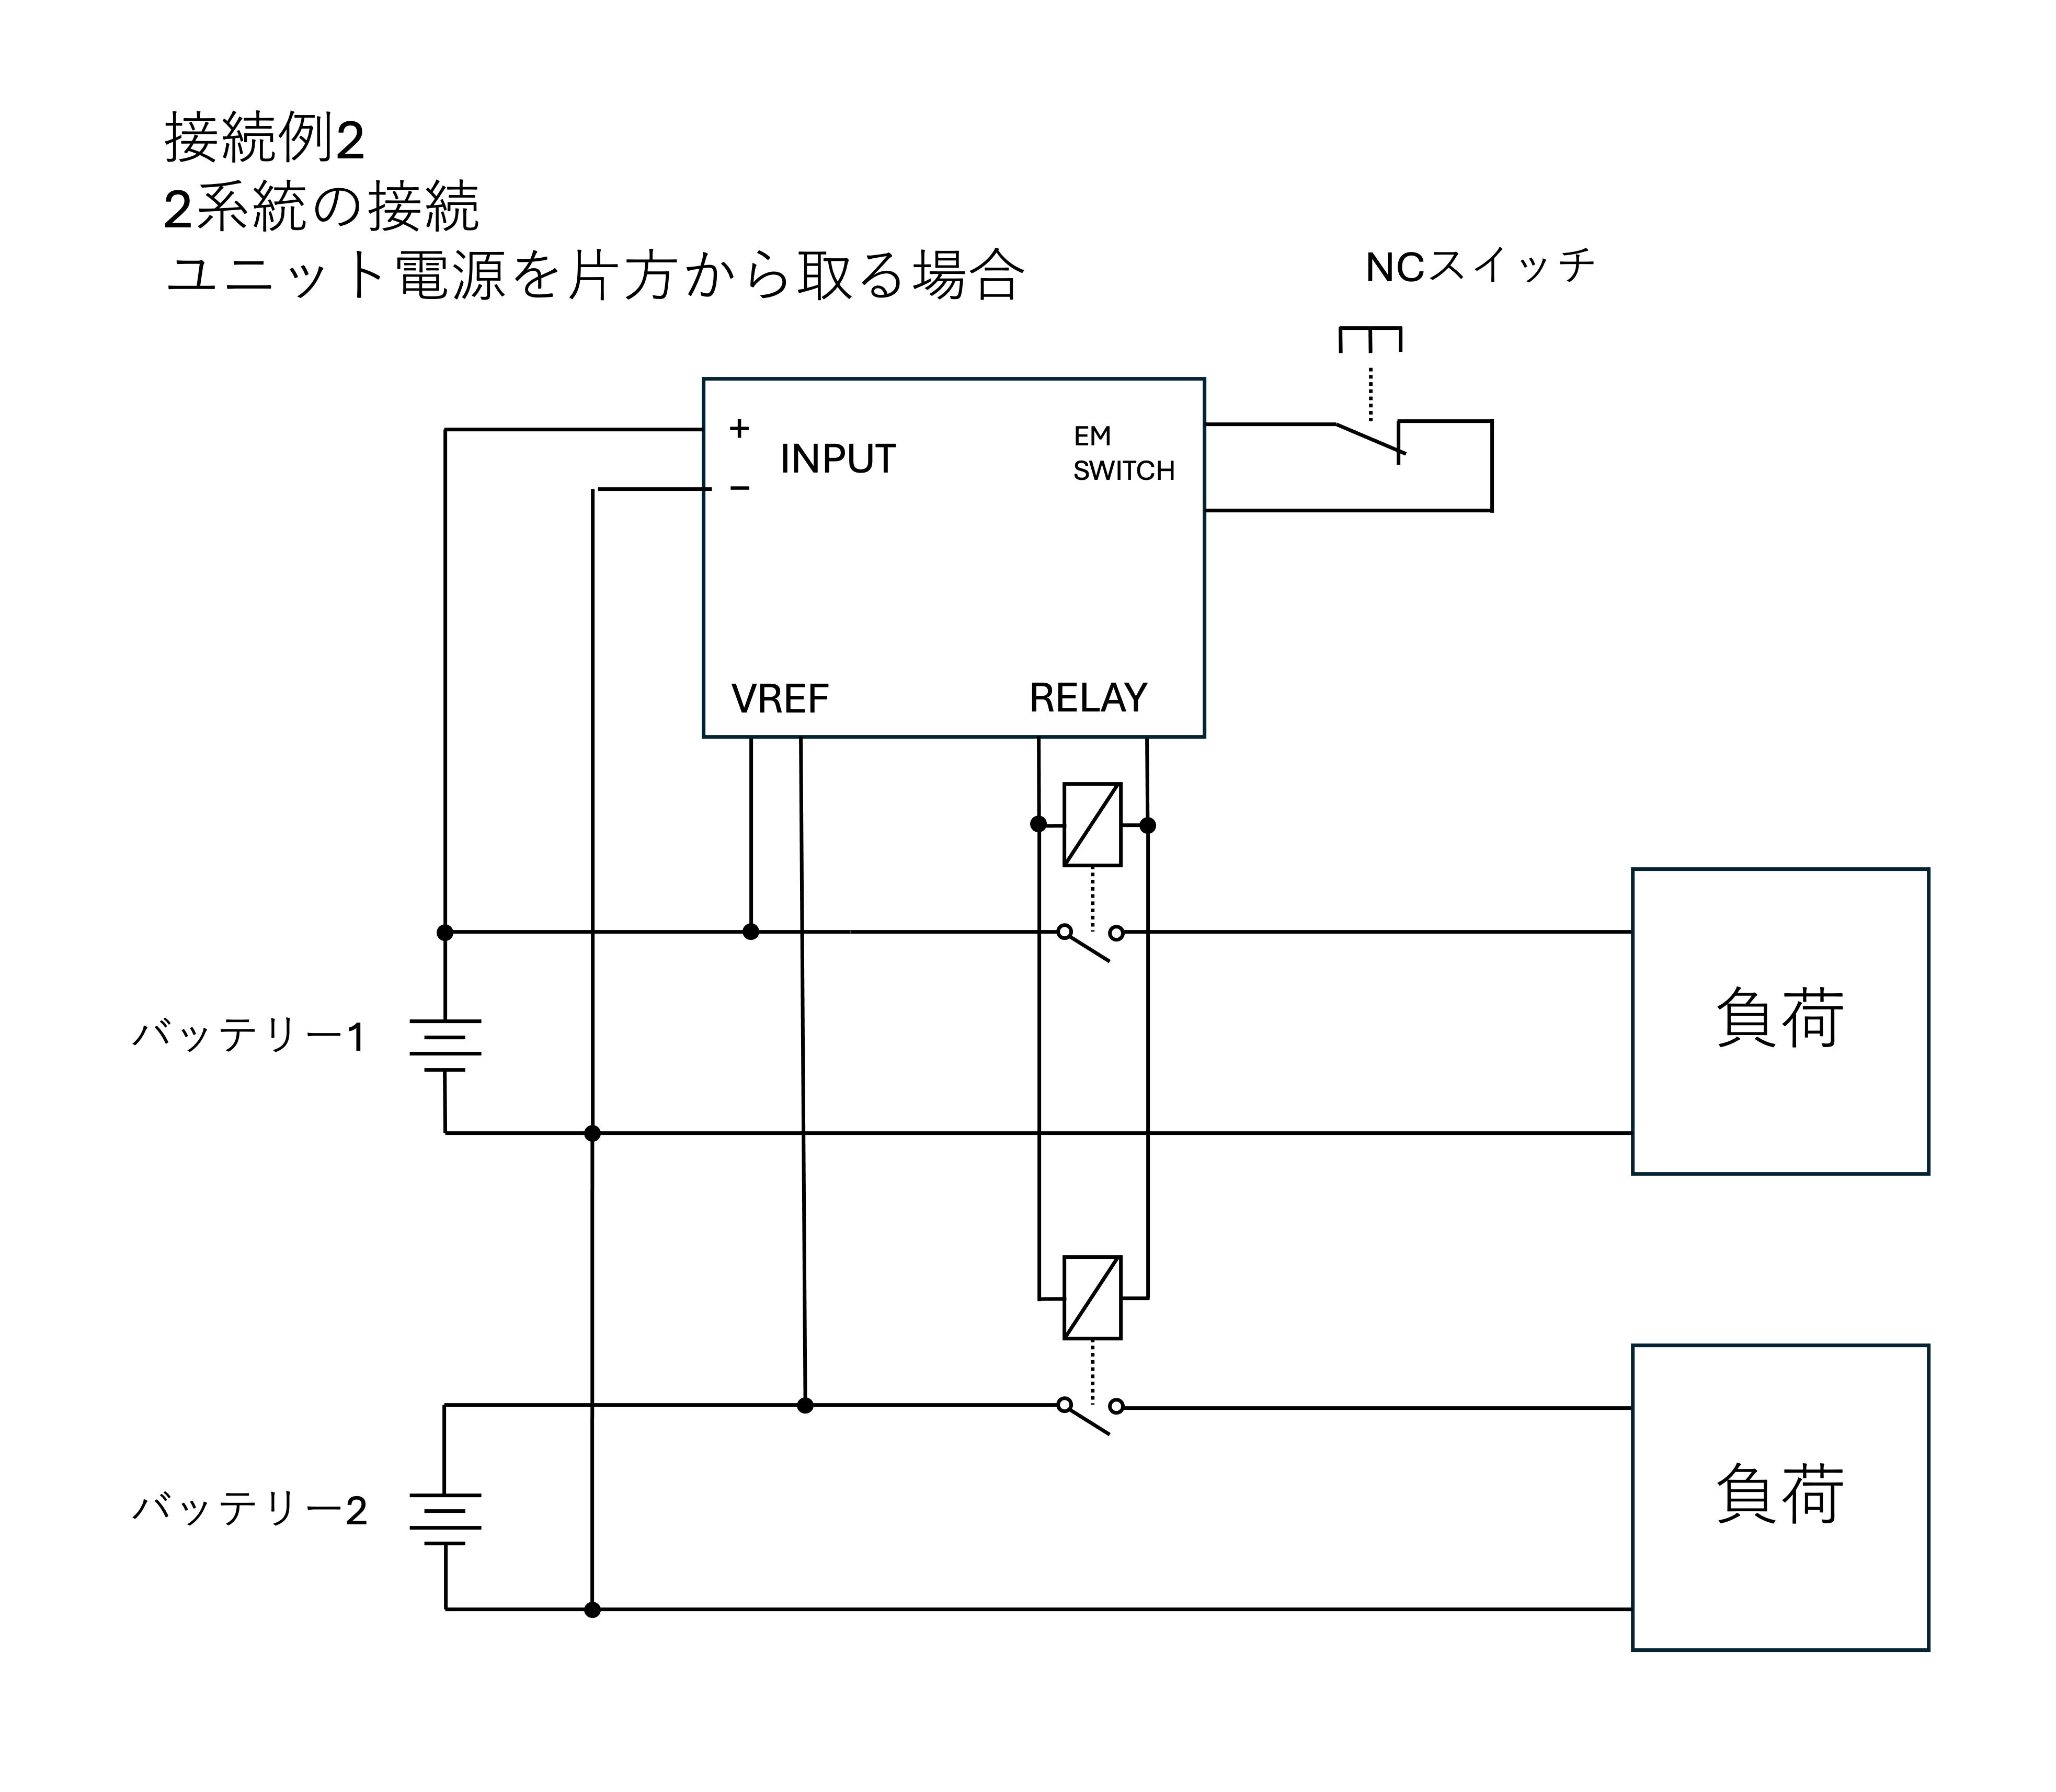 接続例2
2系統の接続
ユニット電源を片方から取る場合
NCスイッチ
+
INPUT
−
EM
SWITCH
VREF
RELAY
負荷
バッテリー1
負荷
バッテリー2